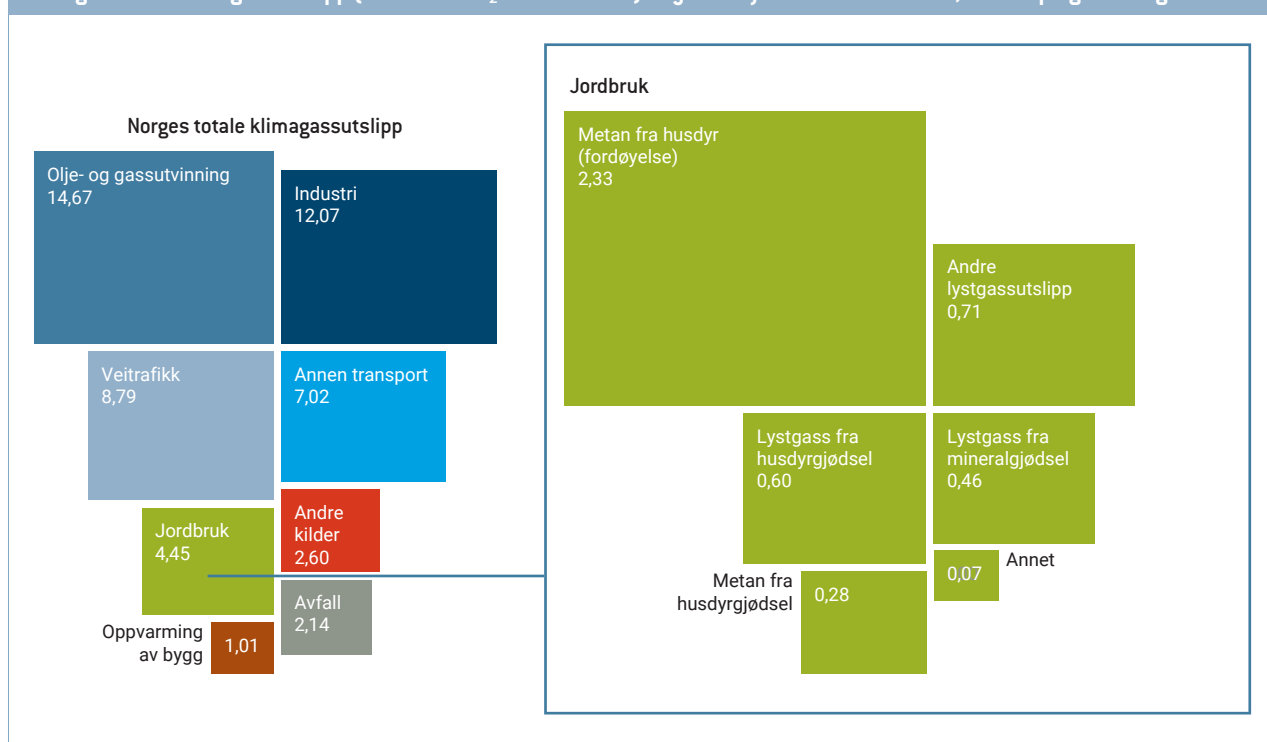 Norges totale klimagassutslipp
Olje- og gassutvinning
14,67
Industri
12,07
Veitrafikk
8,79
Annen transport
7,02
Jordbruk
4,45
Andre
kilder
2,60
Avfall
2,14
Oppvarming
av bygg
1,01
Jordbruk
Metan fra husdyr
(fordøyelse)
2,33
Andre
lystgassutslipp
0,71
Lystgass fra
husdyrgjødsel
0,60
Lystgass fra
mineralgjødsel
0,46
Metan fra
husdyrgjødsel
0,28
0,07
Annet